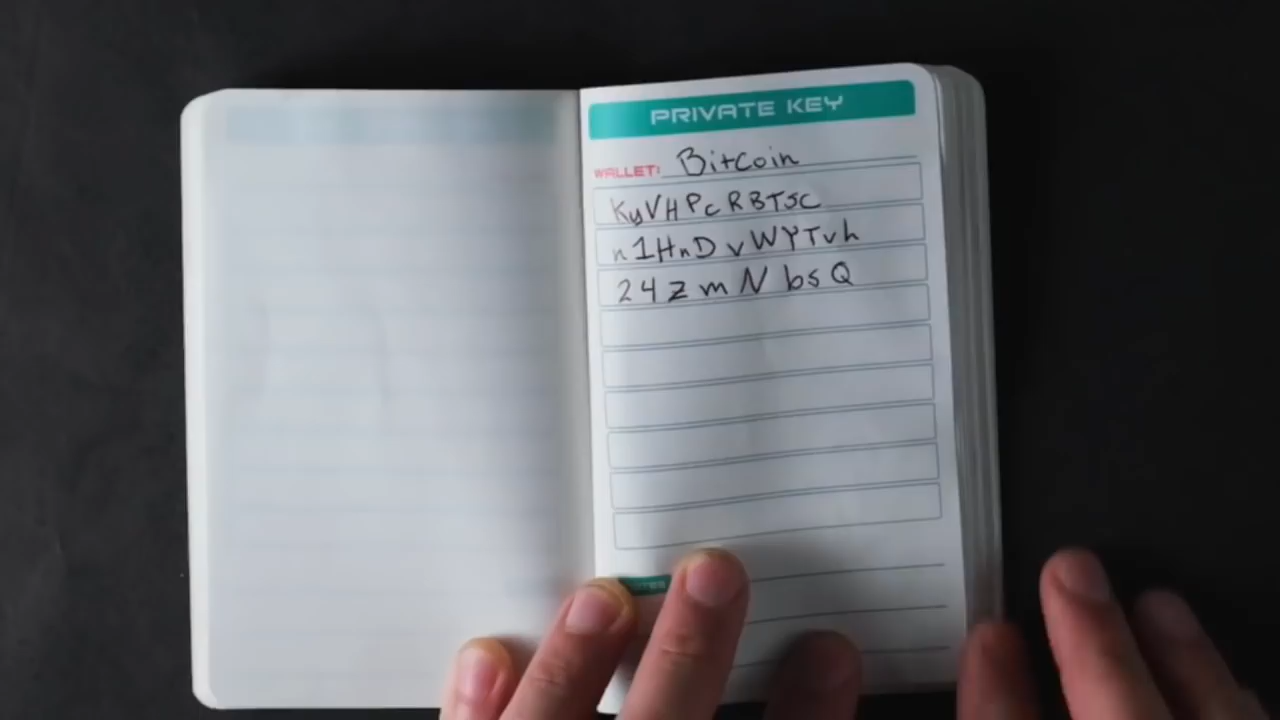 PRIVATE KEY
WALLET: Bitcoin
KyVHPcRBTSC
n1HnDvWYTvh
24zmNbsQ